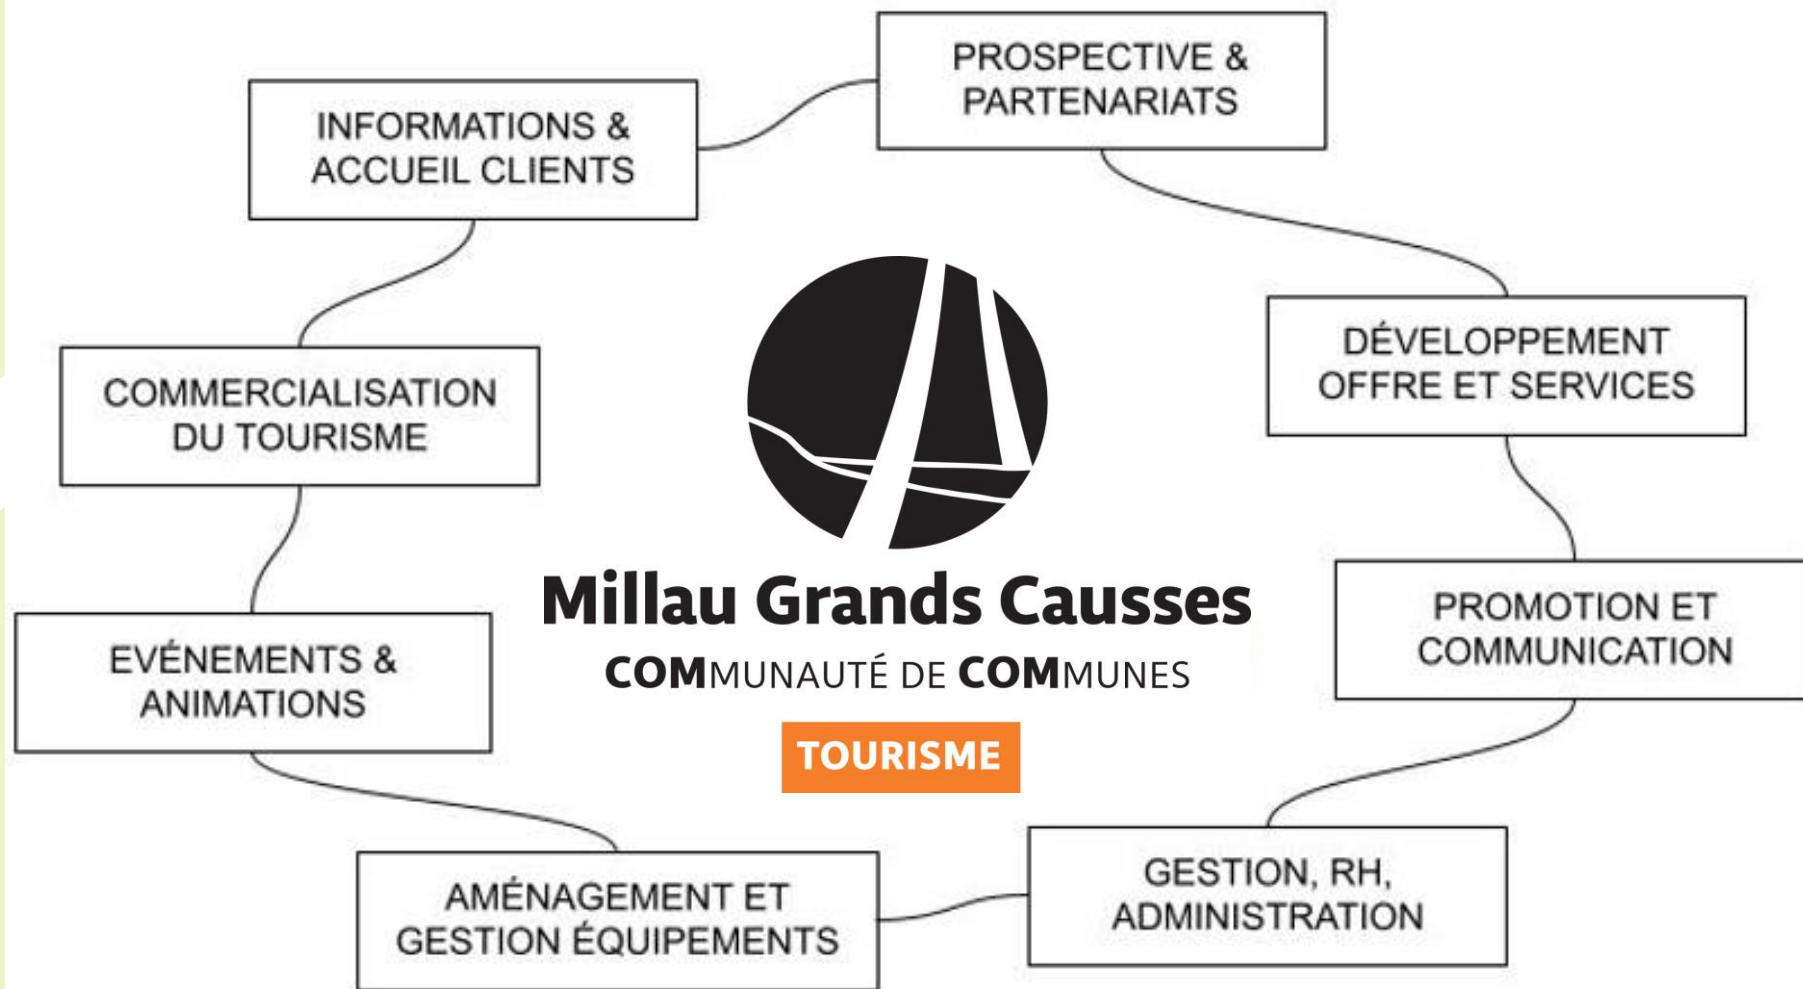 PROSPECTIVE &
PARTENARIATS
INFORMATIONS &
ACCUEIL CLIENTS
DÉVELOPPEMENT
OFFRE ET SERVICES
COMMERCIALISATION
DU TOURISME
Millau Grands Causses
COMMUNAUTÉ DE COMMUNES
TOURISME
PROMOTION ET
COMMUNICATION
EVÉNEMENTS &
ANIMATIONS
GESTION, RH,
ADMINISTRATION
AMÉNAGEMENT ET
GESTION ÉQUIPEMENTS